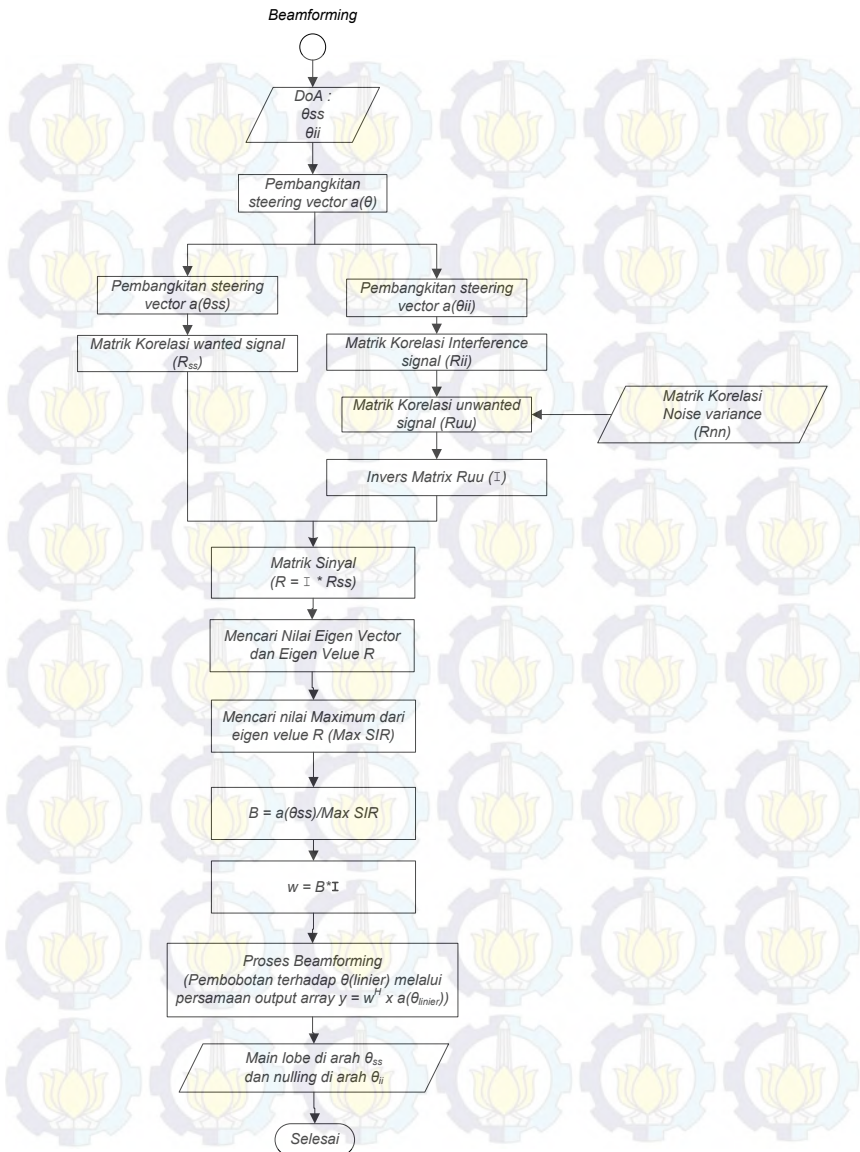 Beamforming
DoA :
θss
θii
Pembangkitan
steering vector a(θ)
Pembangkitan steering
vector a(θss)
Pembangkitan steering
vector a(θii)
Matrik Korelasi wanted signal
(Rss)
Matrik Korelasi Interference
signal (Rii)
Matrik Korelasi unwanted
signal (Ruu)
Matrik Korelasi
Noise variance
(Rnn)
Invers Matrix Ruu (I)
Matrik Sinyal
(R = I * Rss)
Mencari Nilai Eigen Vector
dan Eigen Velue R
Mencari nilai Maximum dari
eigen velue R (Max SIR)
B = a(θss)/Max SIR
w = B*I
Proses Beamforming
(Pembobotan terhadap θ(linier) melalui
persamaan output array y = w^H x a(θlinier))
Main lobe di arah θss
dan nulling di arah θii
Selesai